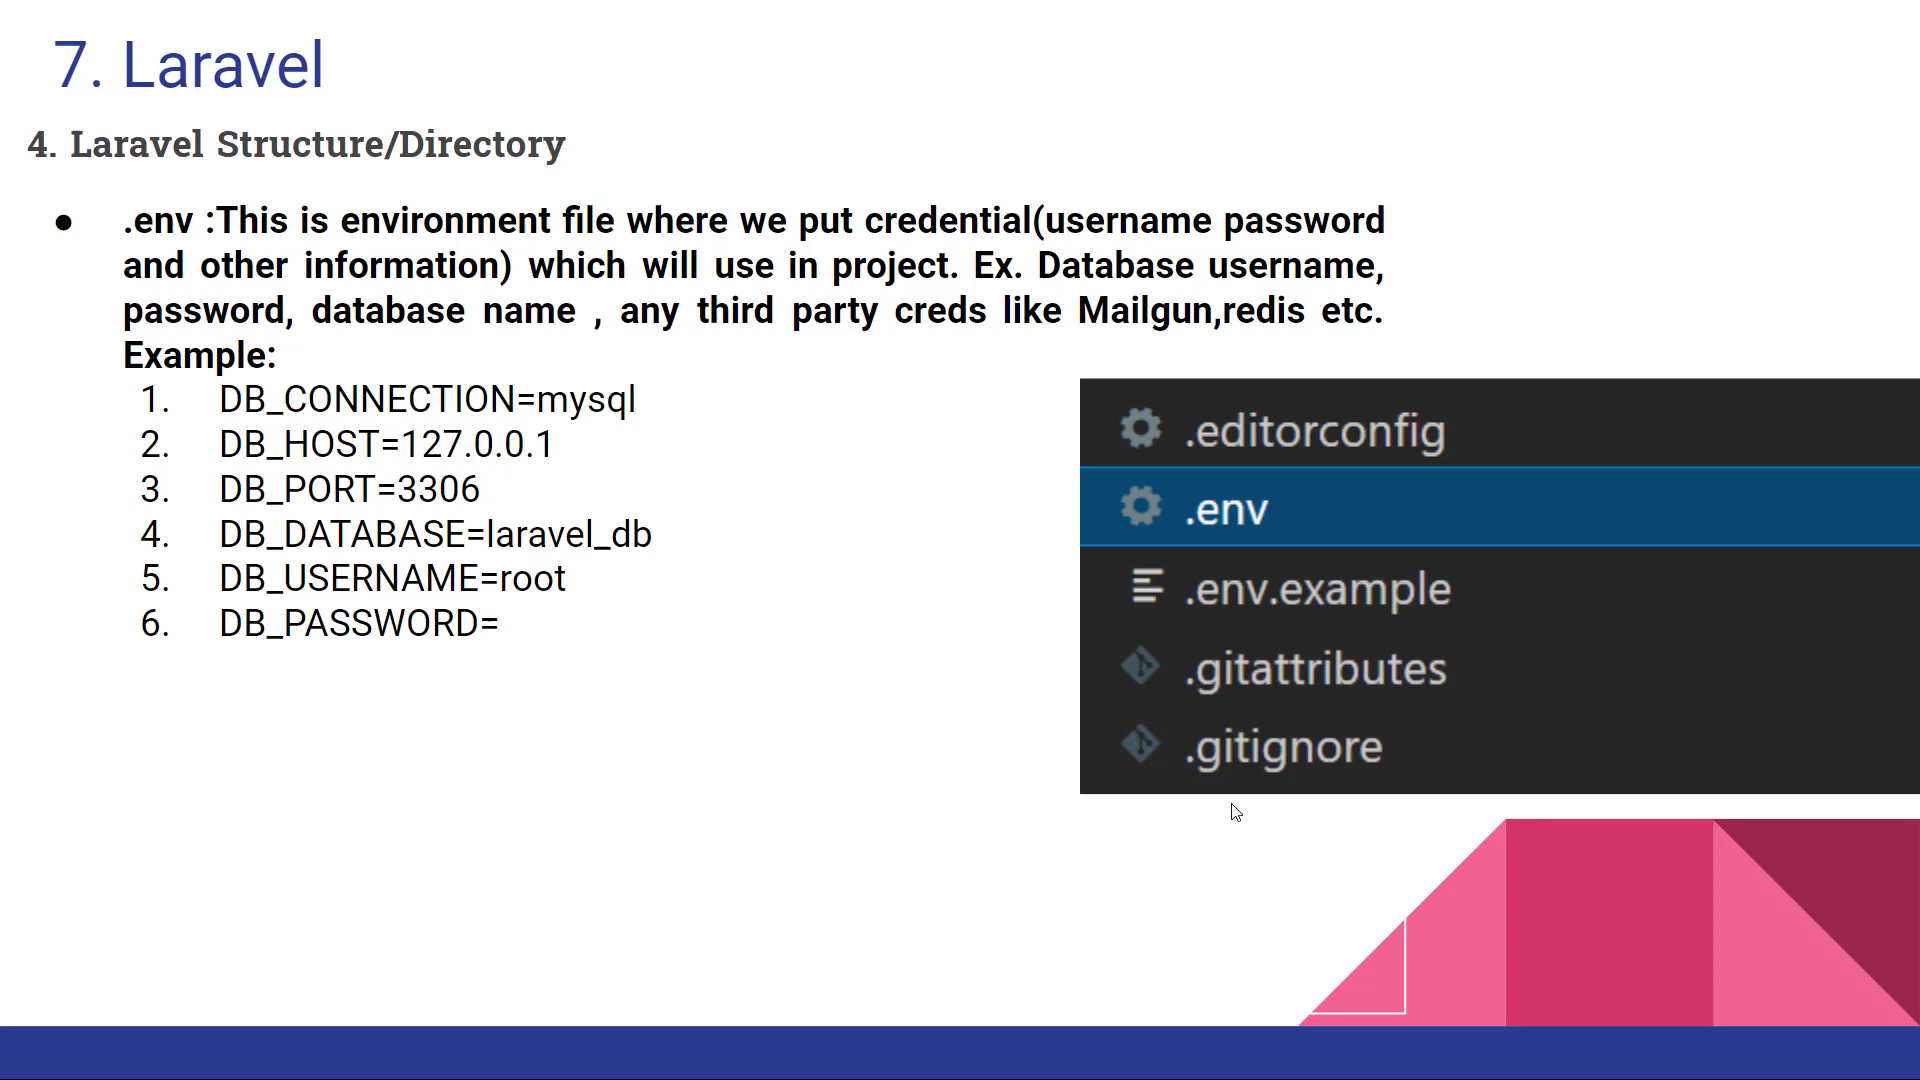 7. Laravel
4. Laravel Structure/Directory
● .env :This is environment file where we put credential(username password
and other information) which will use in project. Ex. Database username,
password, database name , any third party creds like Mailgun,redis etc.
Example:
1. DB_CONNECTION=mysql
2. DB_HOST=127.0.0.1
3. DB_PORT=3306
4. DB_DATABASE=laravel_db
5. DB_USERNAME=root
6. DB_PASSWORD=
.editorconfig
.env
.env.example
.gitattributes
.gitignore